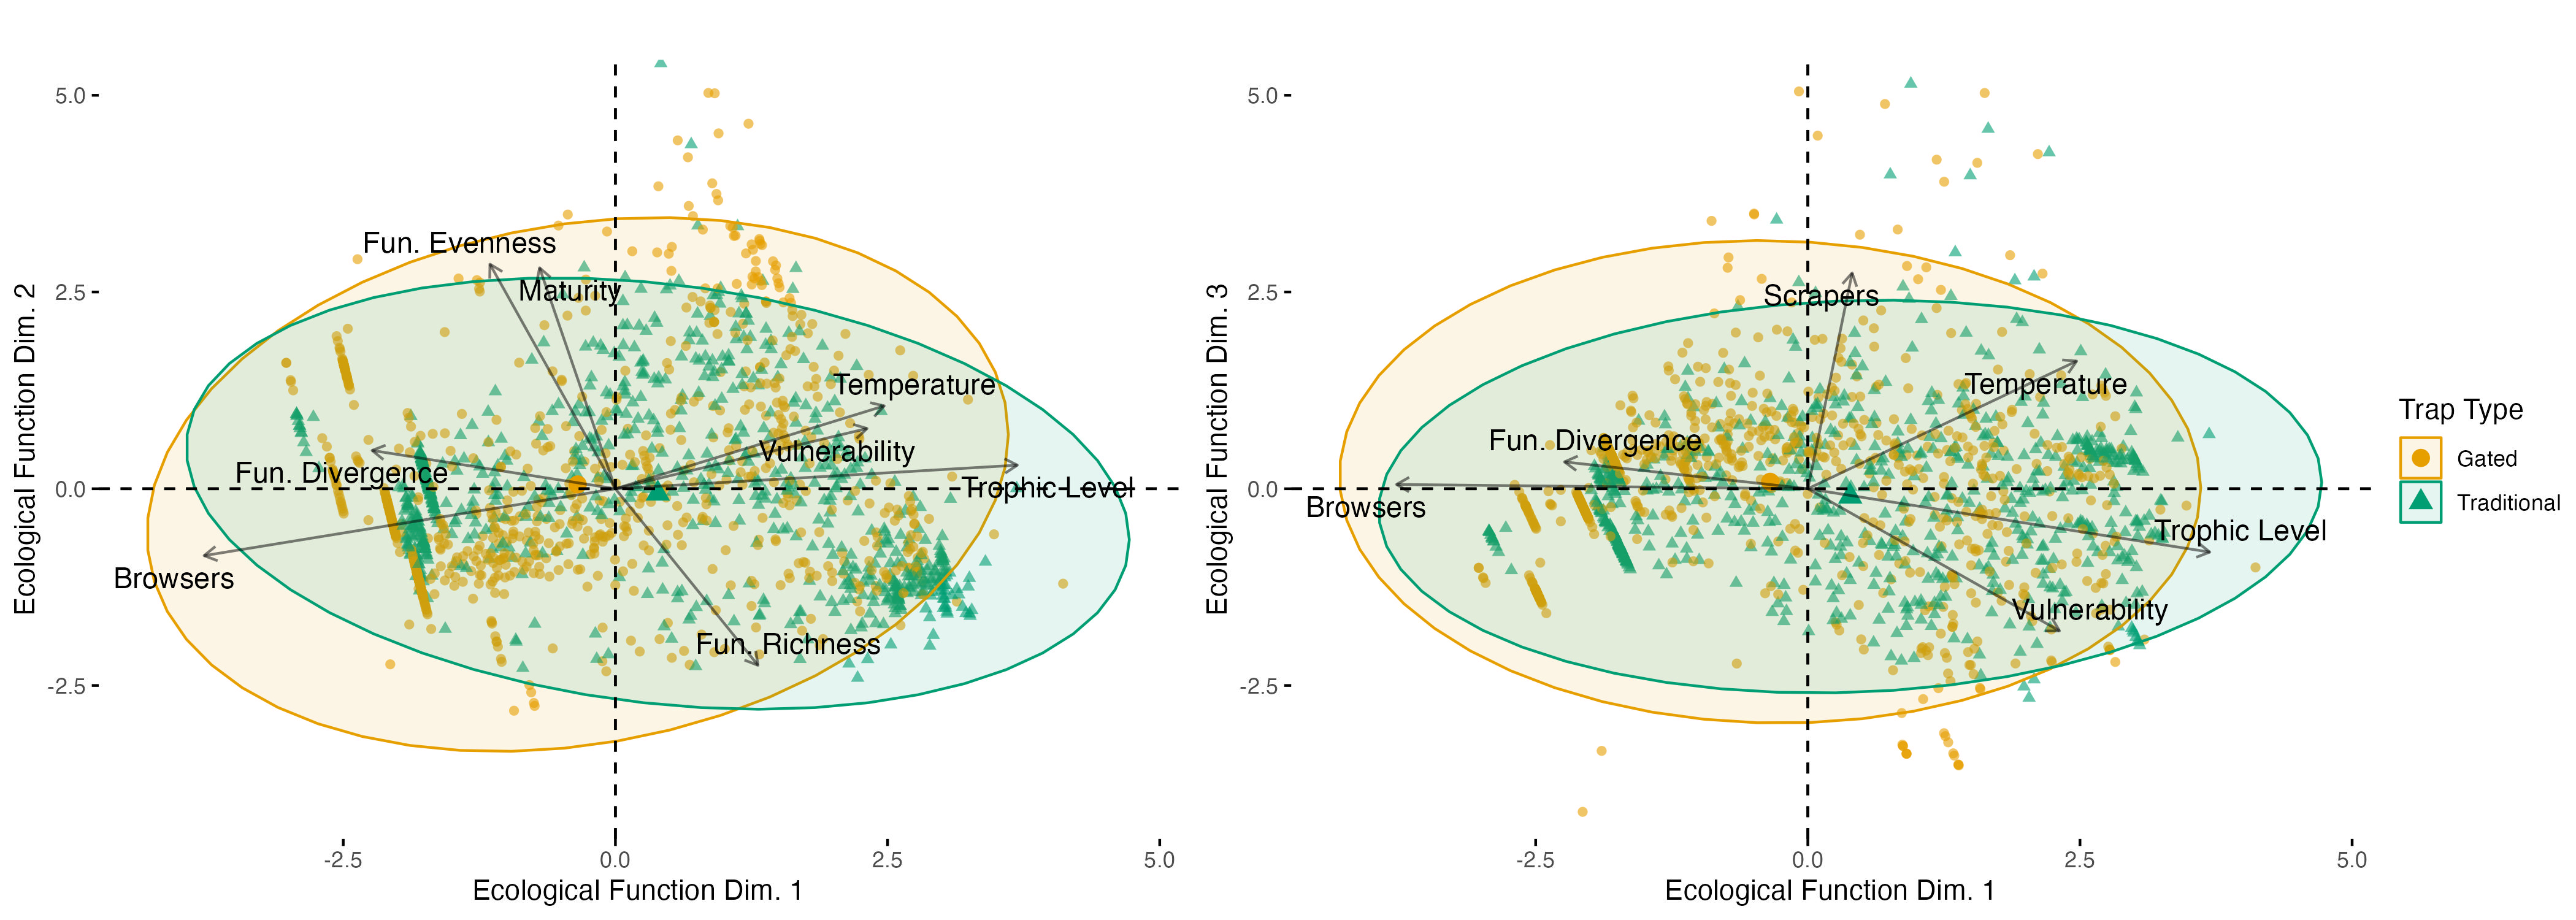 5.0
2.5
0.0
-2.5
Ecological Function Dim. 2
Fun. Evenness
Maturity
Temperature
Vulnerability
Fun. Divergence
Trophic Level
Browsers
Fun. Richness
-2.5
0.0
2.5
5.0
Ecological Function Dim. 1
5.0
2.5
0.0
-2.5
Ecological Function Dim. 3
Scrapers
Temperature
Fun. Divergence
Browsers
Trophic Level
Vulnerability
-2.5
0.0
2.5
5.0
Ecological Function Dim. 1
Trap Type
Gated
Traditional